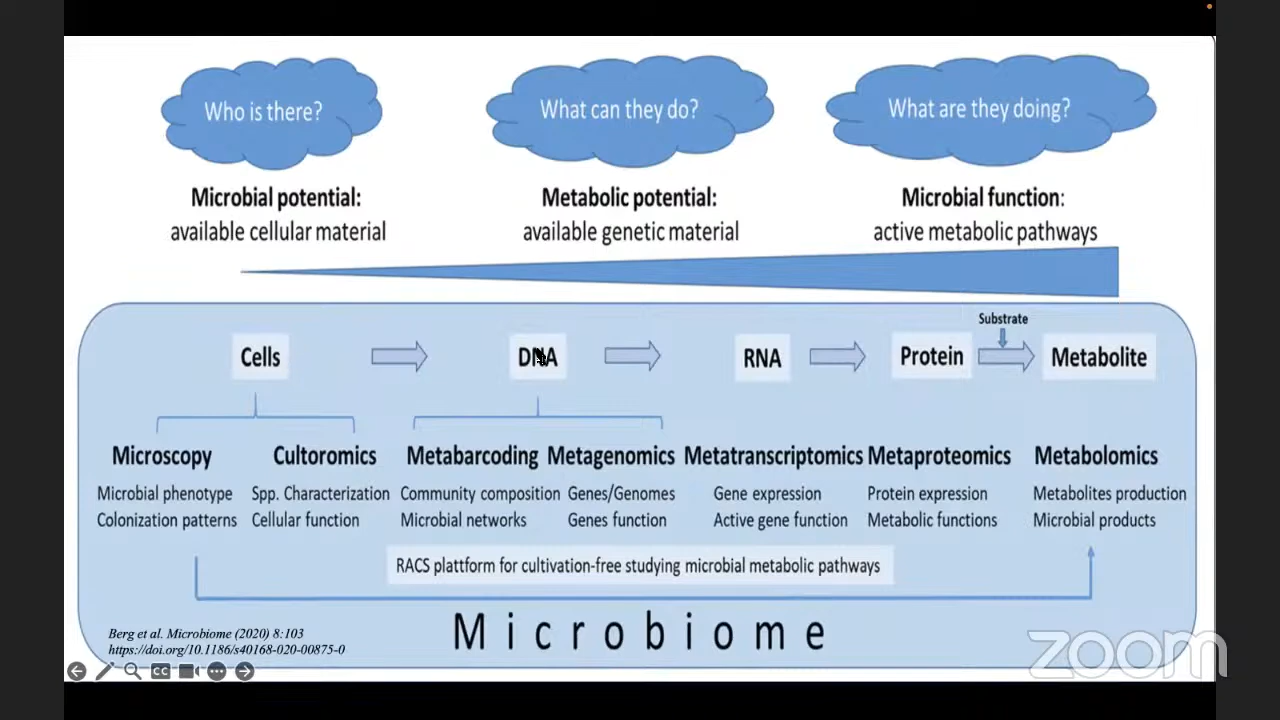 Who is there?
What can they do?
What are they doing?
Microbial potential:
available cellular material
Metabolic potential:
available genetic material
Microbial function:
active metabolic pathways
Substrate
Cells
DNA
RNA
Protein
Metabolite
Microscopy
Microbial phenotype
Colonization patterns
Cultoromics
Spp. Characterization
Cellular function
Metabarcoding
Community composition
Microbial networks
Metagenomics
Genes/Genomes
Genes function
Metatranscriptomics
Gene expression
Active gene function
Metaproteomics
Protein expression
Metabolic functions
Metabolomics
Metabolites production
Microbial products
RACS plattform for cultivation-free studying microbial metabolic pathways
Microbiome
Berg et al. Microbiome (2020) 8:103
https://doi.org/10.1186/s40168-020-00875-0
CC
zoom